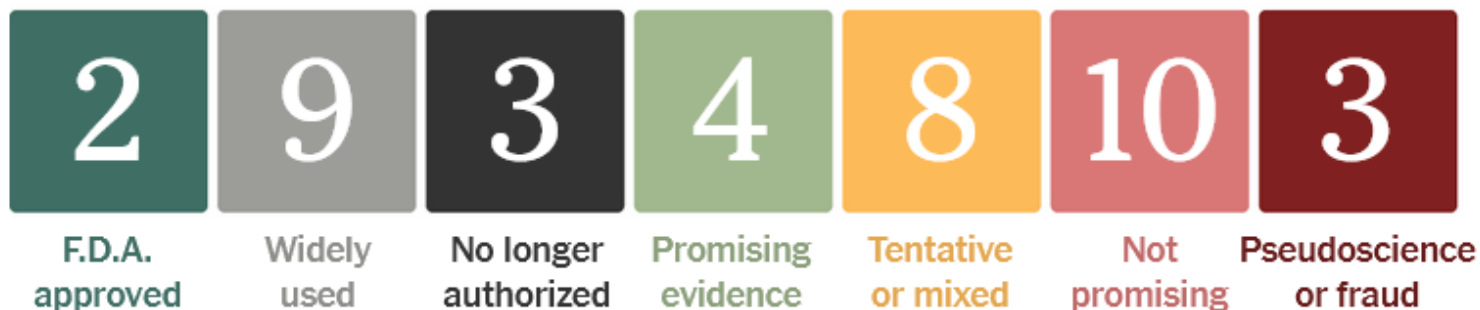 2 9 3 4 8 10 3
F.D.A. Widely No longer Promising Tentative Not Pseudoscience
approved used authorized evidence or mixed promising or fraud